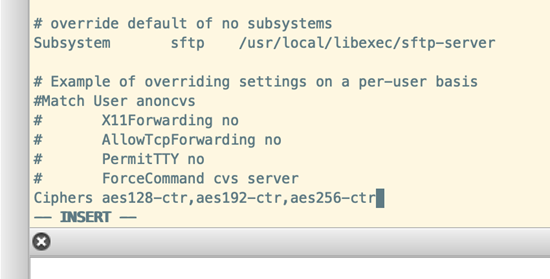 # override default of no subsystems
Subsystem       sftp    /usr/local/libexec/sftp-server

# Example of overriding settings on a per-user basis
#Match User anoncvs
#       X11Forwarding no
#       AllowTcpForwarding no
#       PermitTTY no
#       ForceCommand cvs server
Ciphers aes128-ctr,aes192-ctr,aes256-ctr
-- INSERT --